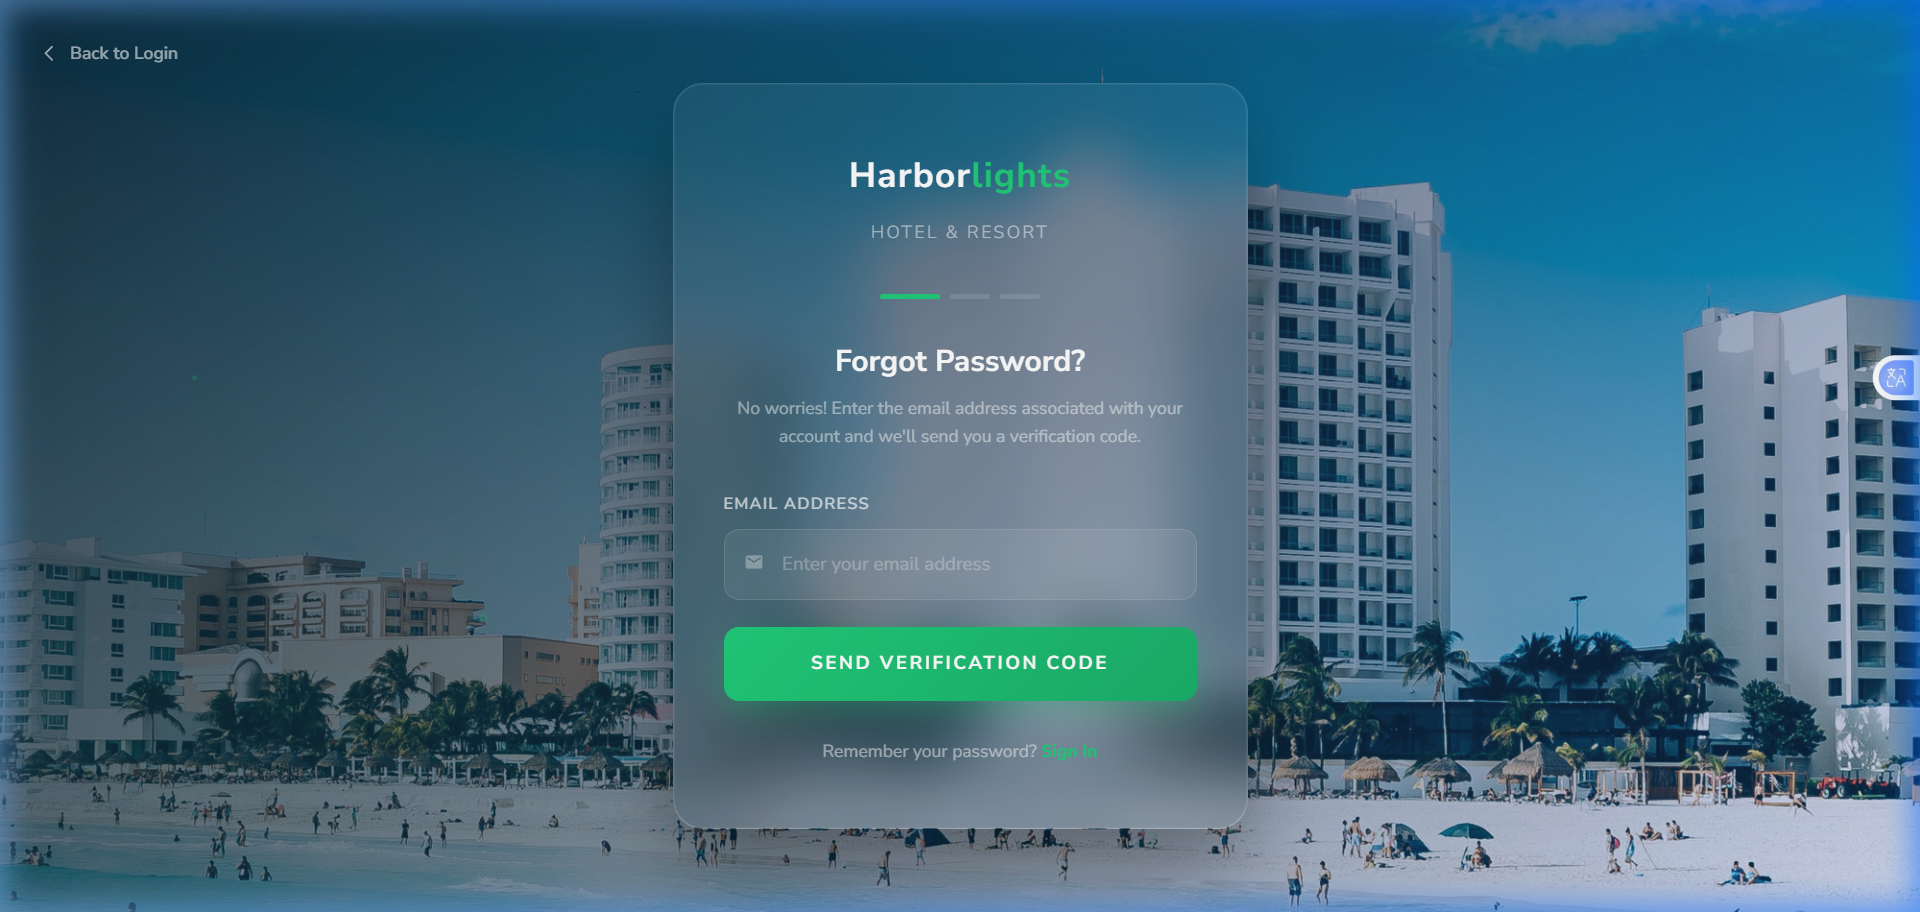 Back to Login
Harborlights
HOTEL & RESORT
Forgot Password?
No worries! Enter the email address associated with your
account and we'll send you a verification code.
EMAIL ADDRESS
Enter your email address
SEND VERIFICATION CODE
Remember your password? Sign In